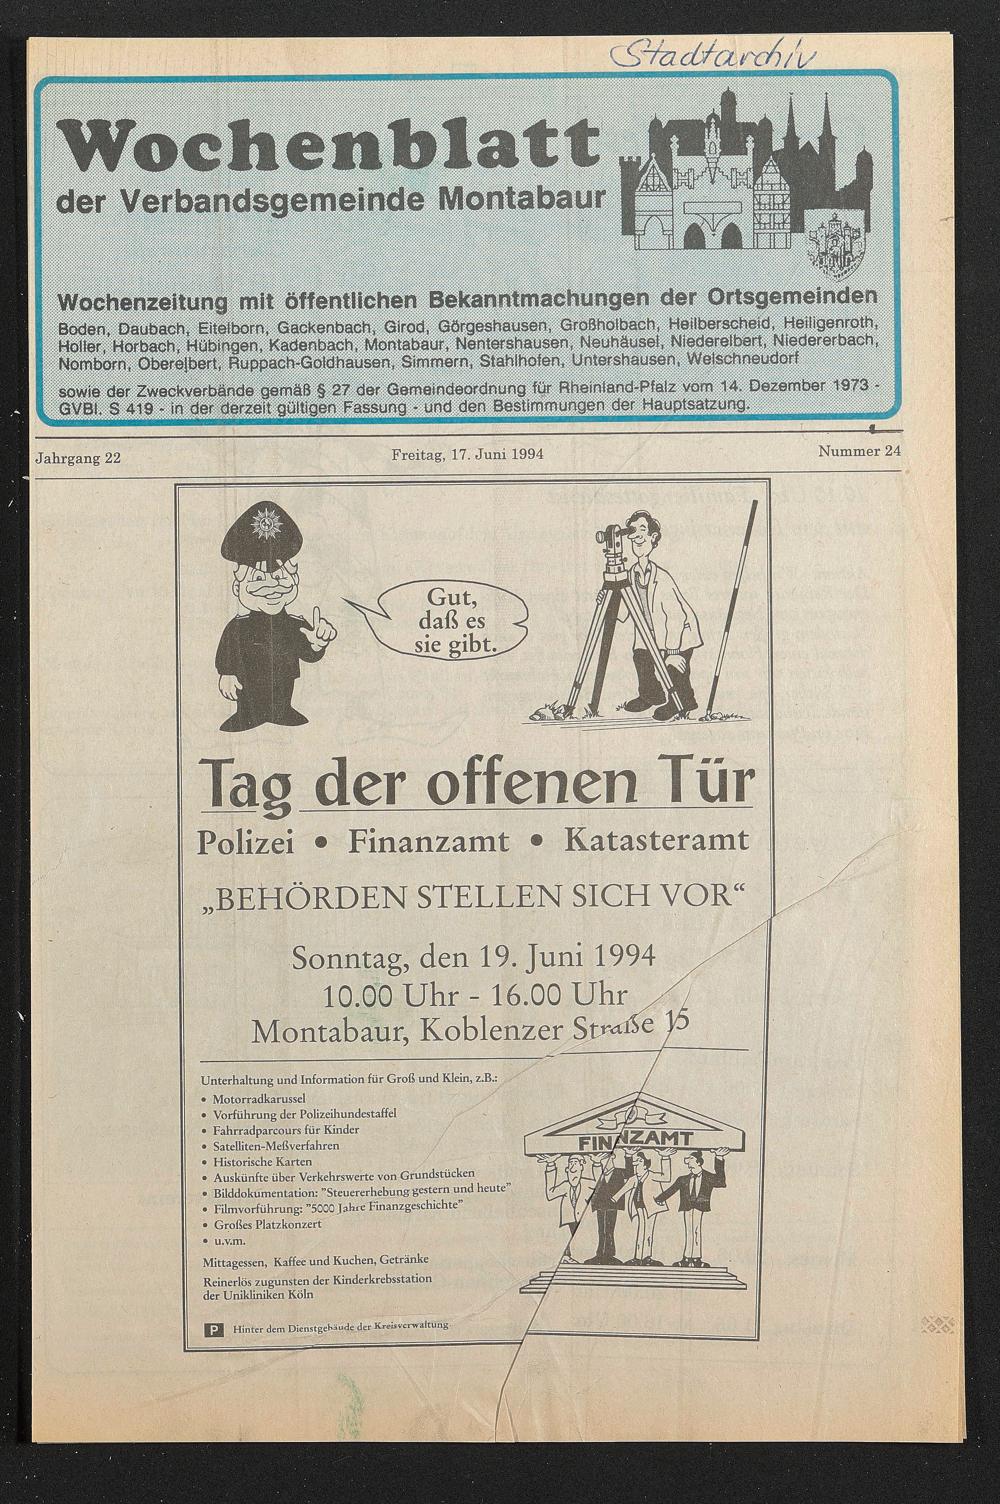 Stadtarchiv
Wochenblatt
der Verbandsgemeinde Montabaur
Wochenzeitung mit öffentlichen Bekanntmachungen der Ortsgemeinden
Boden, Daubach, Eitelborn, Gackenbach, Girod, Görgeshausen, Großholbach, Heilberscheid, Heiligenroth,
Holler, Horbach, Hübingen, Kadenbach, Montabaur, Nentershausen, Neuhäusel, Niederelbert, Niedererbach,
Nomborn, Oberelbert, Ruppach-Goldhausen, Simmern, Stahlhofen, Untershausen, Welschneudorf
sowie der Zweckverbände gemäß § 27 der Gemeindeordnung für Rheinland-Pfalz vom 14. Dezember 1973 -
GVBl. S 419 - in der derzeit gültigen Fassung - und den Bestimmungen der Hauptsatzung.
Jahrgang 22 Freitag, 17. Juni 1994 Nummer 24
Gut,
daß es
sie gibt.
Tag der offenen Tür
Polizei • Finanzamt • Katasteramt
„BEHÖRDEN STELLEN SICH VOR“
Sonntag, den 19. Juni 1994
10.00 Uhr - 16.00 Uhr
Montabaur, Koblenzer Straße 15
Unterhaltung und Information für Groß und Klein, z.B.:
• Motorradkarussel
• Vorführung der Polizeihundestaffel
• Fahrradparcours für Kinder
• Satelliten-Meßverfahren
• Historische Karten
• Auskünfte über Verkehrswerte von Grundstücken
• Bilddokumentation: "Steuererhebung gestern und heute"
• Filmvorführung: "5000 Jahre Finanzgeschichte"
• Großes Platzkonzert
• u.v.m.
FINANZAMT
Mittagessen, Kaffee und Kuchen, Getränke
Reinerlös zugunsten der Kinderkrebsstation
der Unikliniken Köln
P Hinter dem Dienstgebäude der Kreisverwaltung